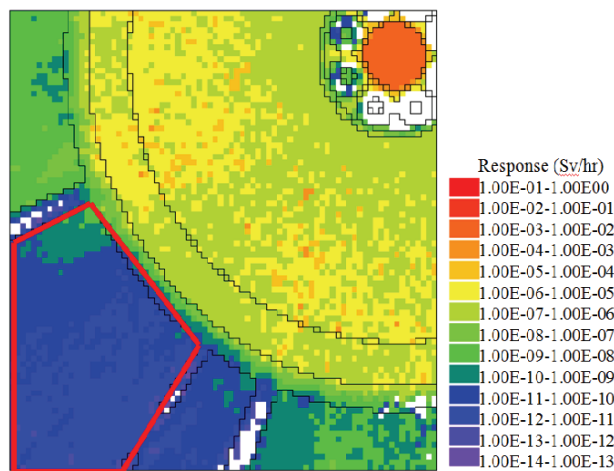 Response (Sv/hr)
1.00E-01-1.00E00
1.00E-02-1.00E-01
1.00E-03-1.00E-02
1.00E-04-1.00E-03
1.00E-05-1.00E-04
1.00E-06-1.00E-05
1.00E-07-1.00E-06
1.00E-08-1.00E-07
1.00E-09-1.00E-08
1.00E-10-1.00E-09
1.00E-11-1.00E-10
1.00E-12-1.00E-11
1.00E-13-1.00E-12
1.00E-14-1.00E-13